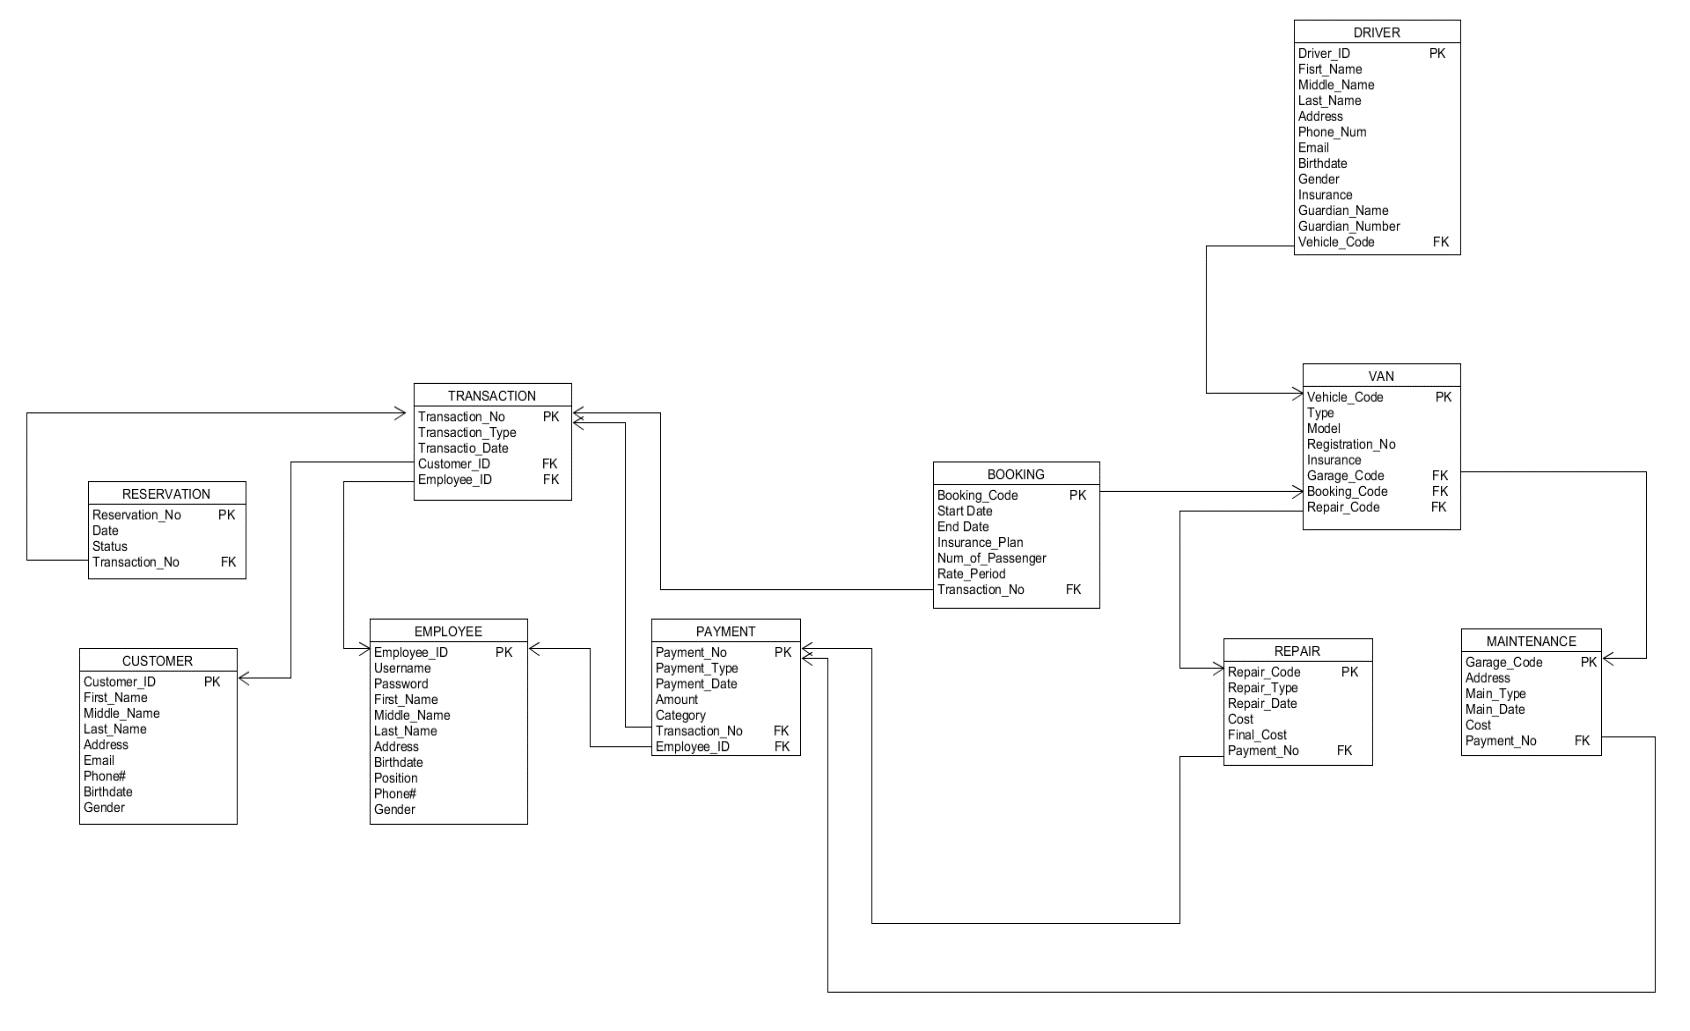 DRIVER
Driver_ID PK
Fisrt_Name
Middle_Name
Last_Name
Address
Phone_Num
Email
Birthdate
Gender
Insurance
Guardian_Name
Guardian_Number
Vehicle_Code FK
VAN
Vehicle_Code PK
Type
Model
Registration_No
Insurance
Garage_Code FK
Booking_Code FK
Repair_Code FK
TRANSACTION
Transaction_No PK
Transaction_Type
Transactio_Date
Customer_ID FK
Employee_ID FK
BOOKING
Booking_Code PK
Start Date
End Date
Insurance_Plan
Num_of_Passenger
Rate_Period
Transaction_No FK
RESERVATION
Reservation_No PK
Date
Status
Transaction_No FK
CUSTOMER
Customer_ID PK
First_Name
Middle_Name
Last_Name
Address
Email
Phone#
Birthdate
Gender
EMPLOYEE
Employee_ID PK
Username
Password
First_Name
Middle_Name
Last_Name
Address
Birthdate
Position
Phone#
Gender
PAYMENT
Payment_No PK
Payment_Type
Payment_Date
Amount
Category
Transaction_No FK
Employee_ID FK
REPAIR
Repair_Code PK
Repair_Type
Repair_Date
Cost
Final_Cost
Payment_No FK
MAINTENANCE
Garage_Code PK
Address
Main_Type
Main_Date
Cost
Payment_No FK